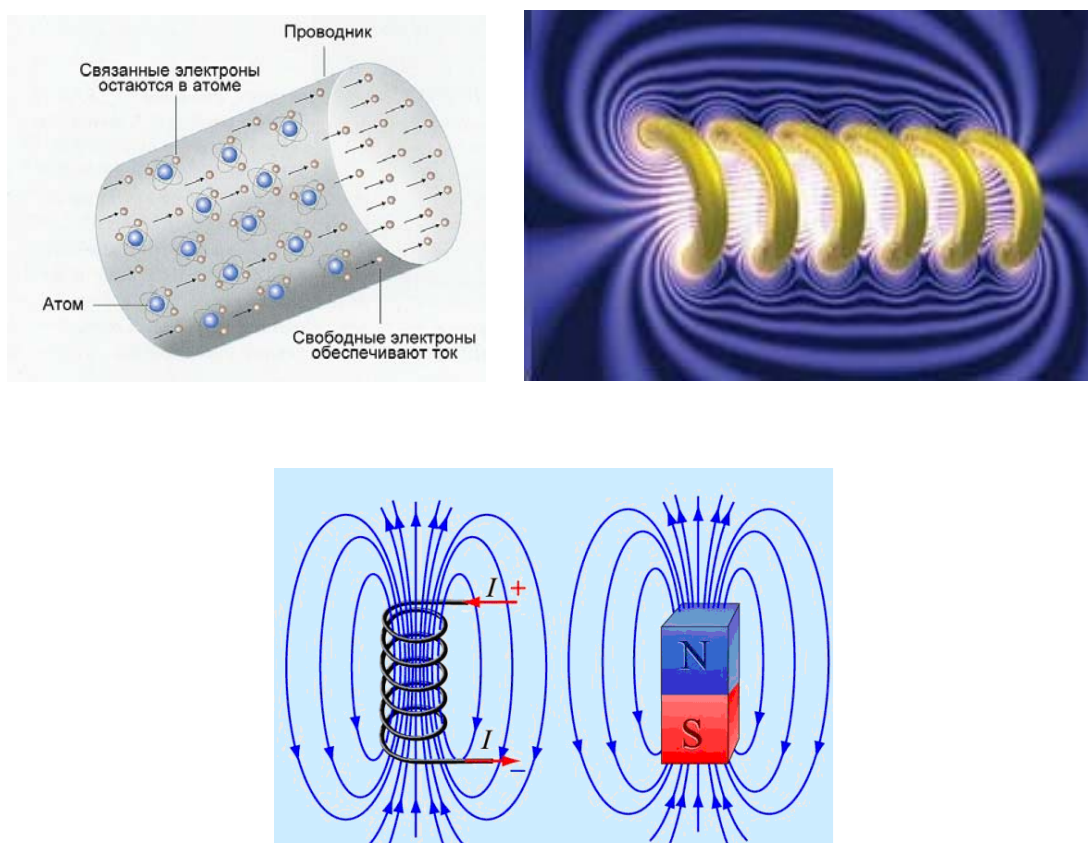 Проводник
Связанные электроны
остаются в атоме
Атом
Свободные электроны
обеспечивают ток
I +
I
–
N
S